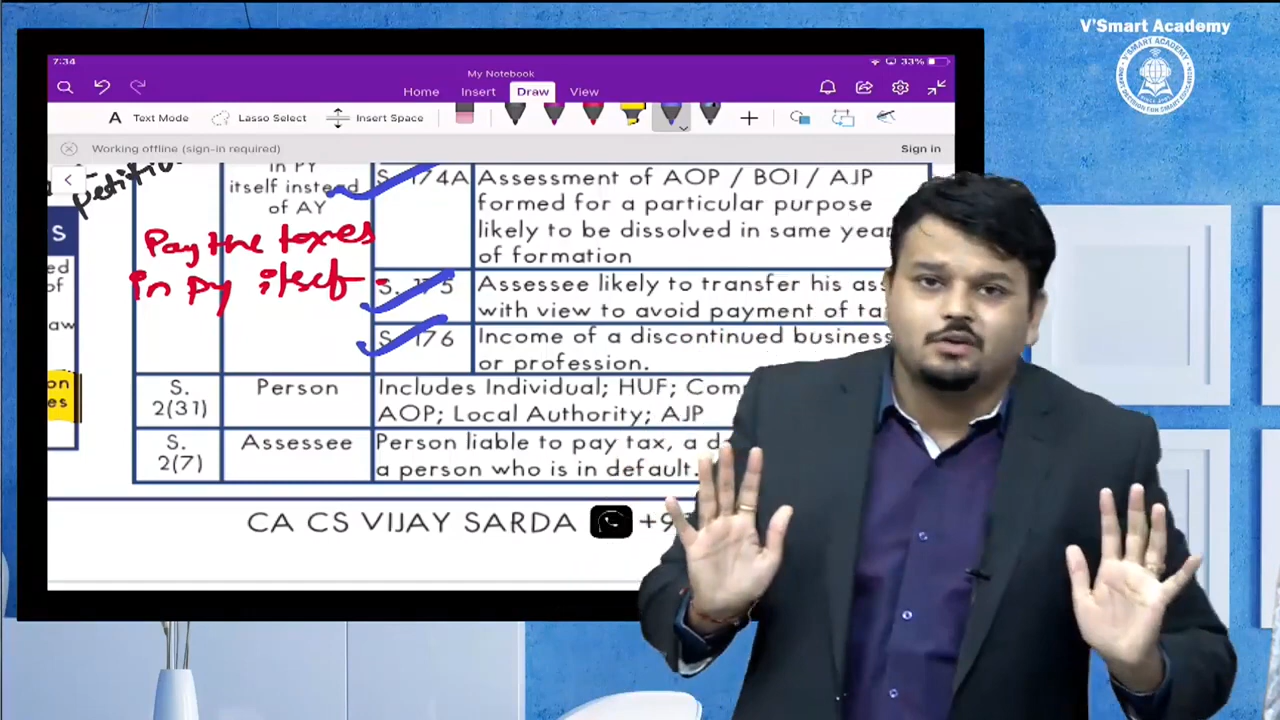 V'Smart Academy
7:34
33%
My Notebook
Home Insert Draw View
A Text Mode Lasso Select Insert Space
Working offline (sign-in required) Sign in
in PY
itself instead
of AY
Pay the taxes
in PY itself
S. 174A Assessment of AOP / BOI / AJP
formed for a particular purpose
likely to be dissolved in same year
of formation
S. 175 Assessee likely to transfer his
with view to avoid payment of
S. 176 Income of a discontinued business
or profession.
S.
2(31)
Person
Includes Individual; HUF;
AOP; Local Authority; AJP
S.
2(7)
Assessee
Person liable to pay tax, a
a person who is in default.
CA CS VIJAY SARDA